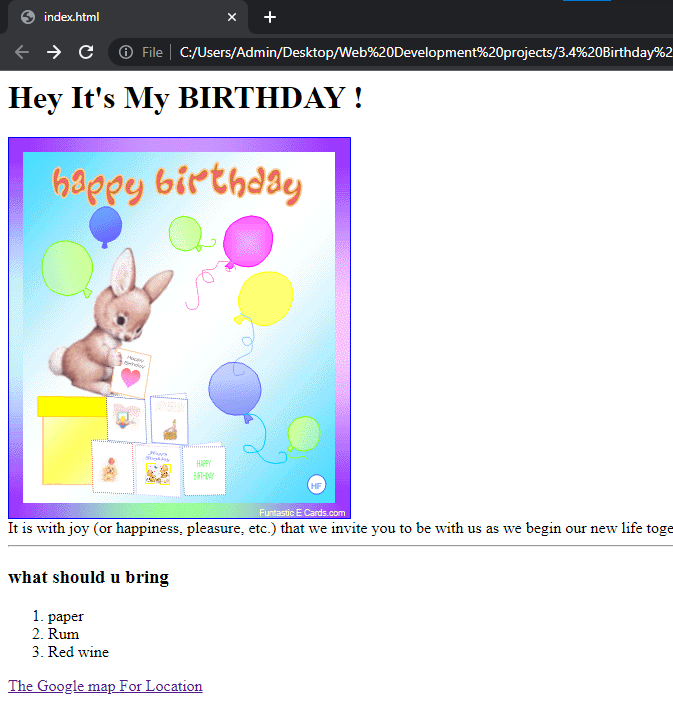 index.html
File
C:/Users/Admin/Desktop/Web%20Development%20projects/3.4%20Birthday%2
Hey It's My BIRTHDAY !
happy birthday
Happy
Birthday
HAPPY
BIRTHDAY
HF
Funtastic E Cards.com
It is with joy (or happiness, pleasure, etc.) that we invite you to be with us as we begin our new life toge
what should u bring
1. paper
2. Rum
3. Red wine
The Google map For Location